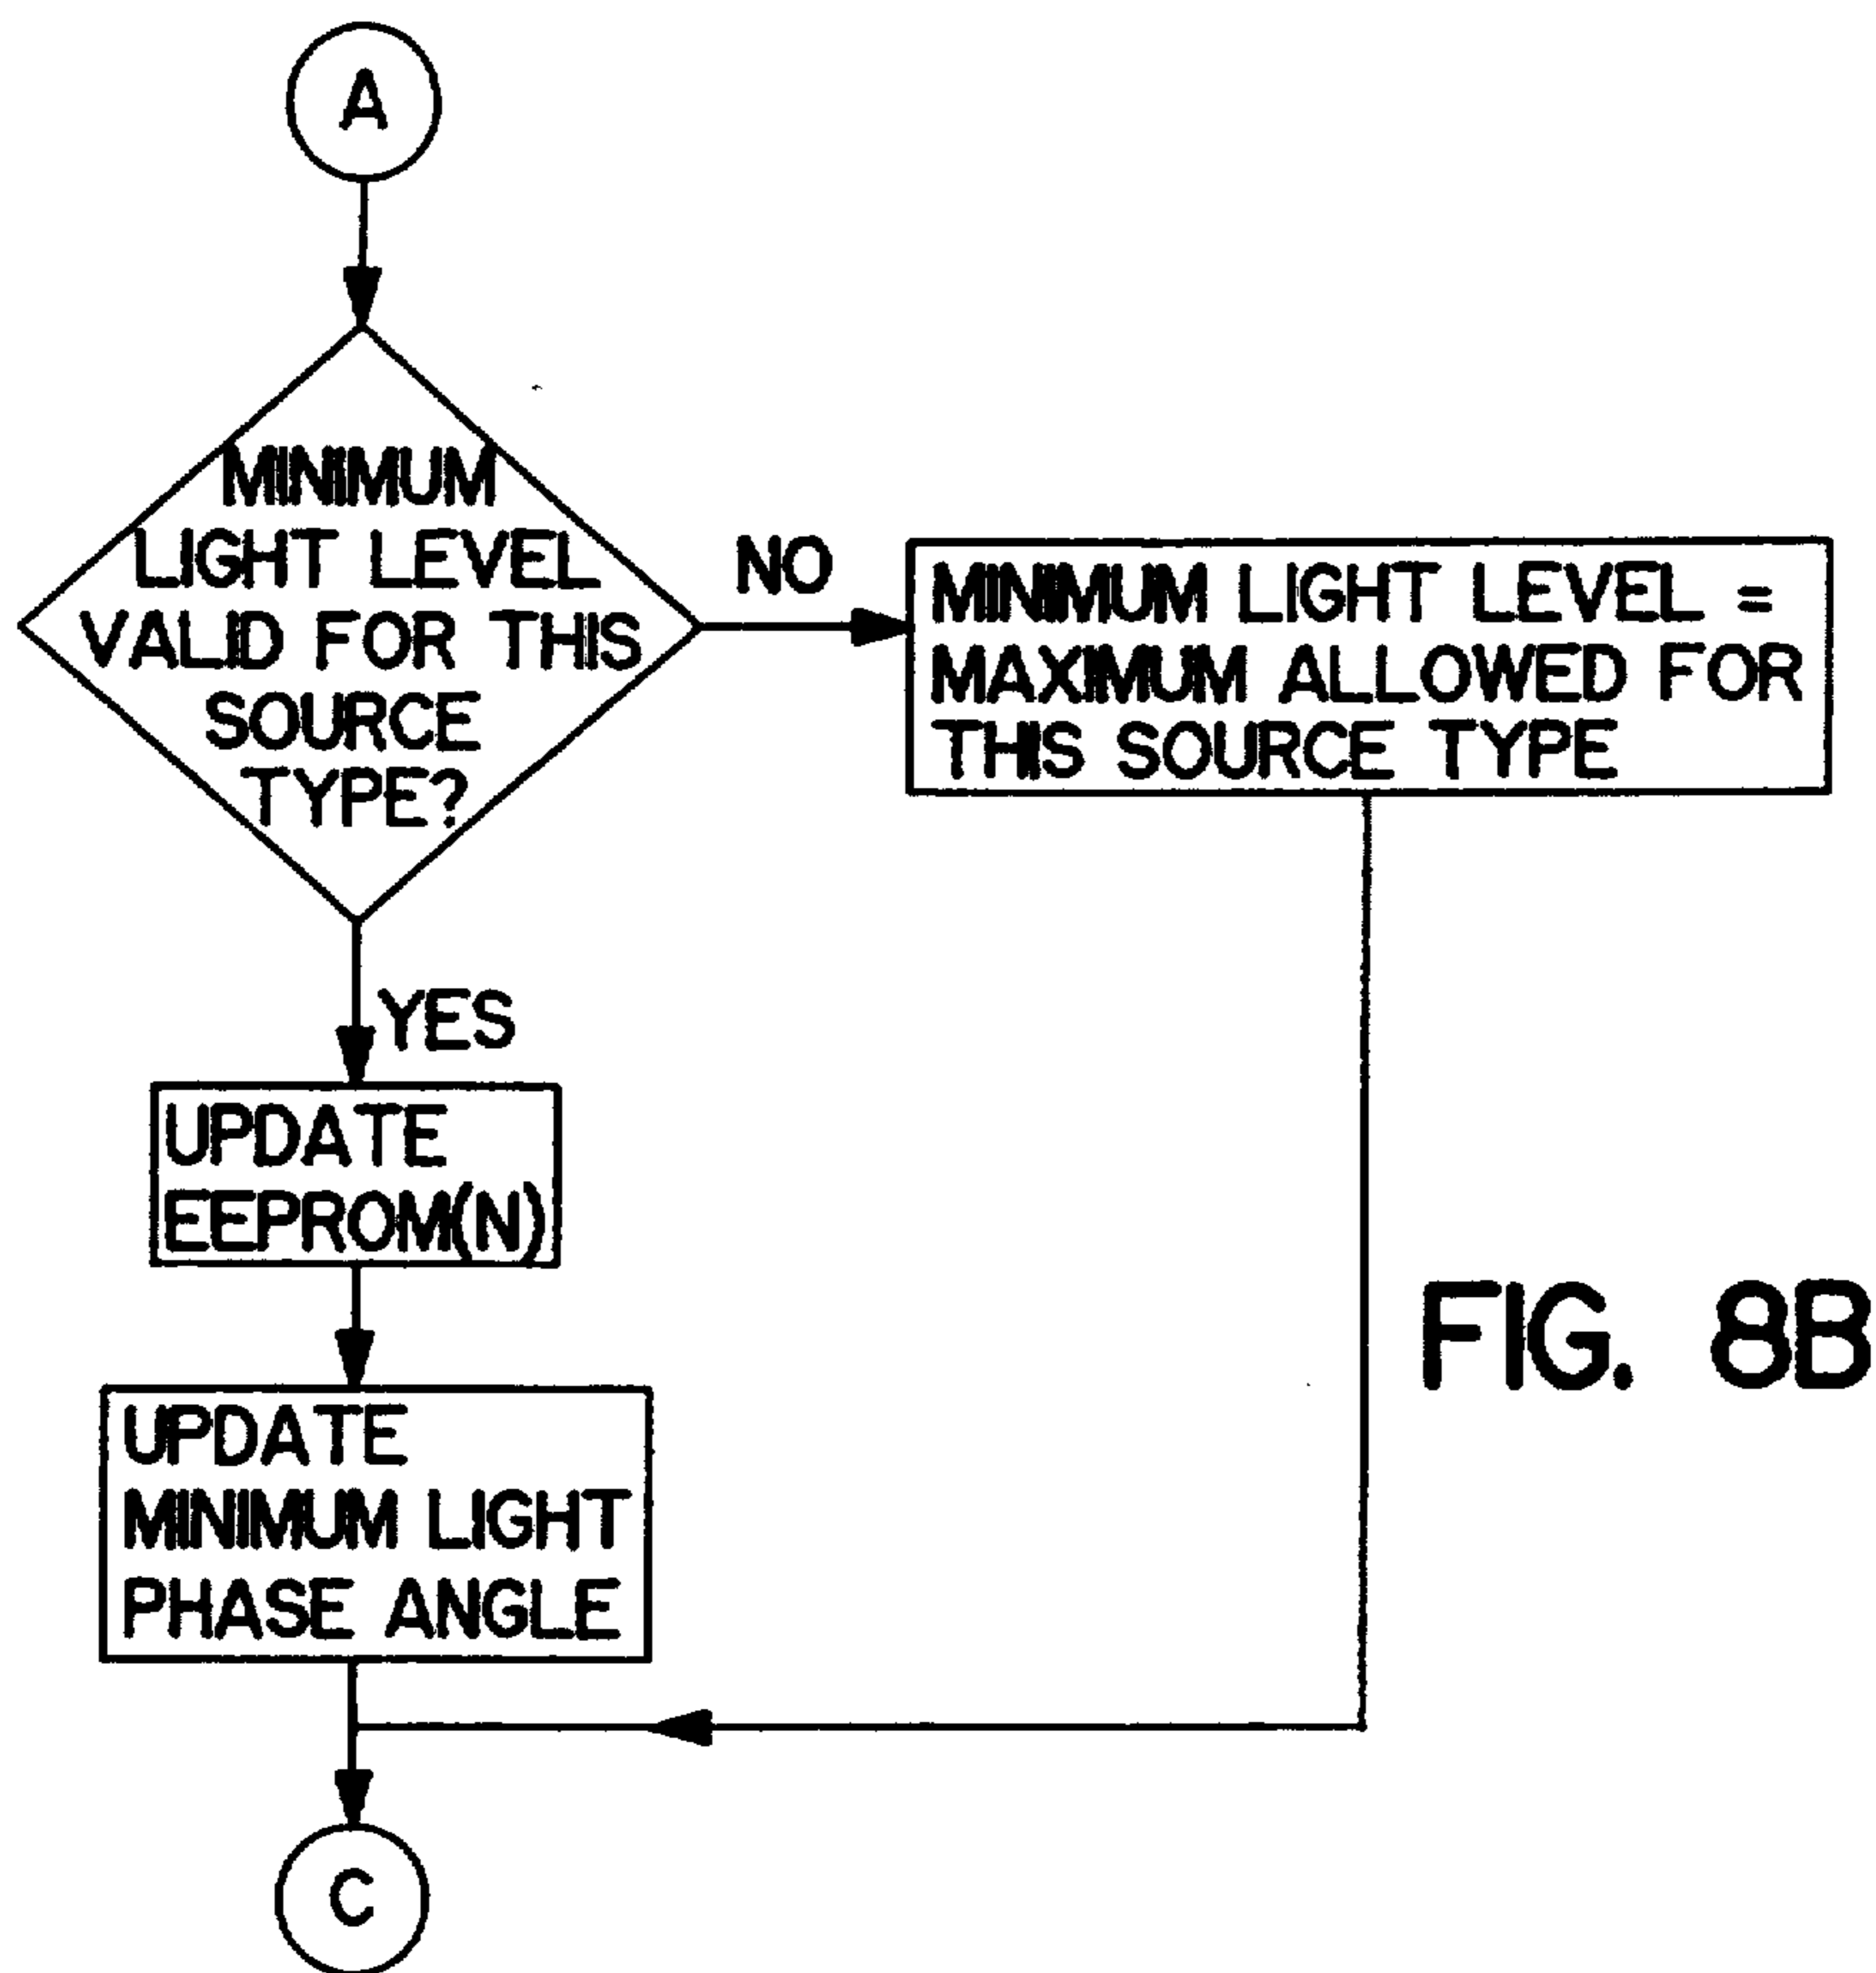 A
MINIMUM
LIGHT LEVEL
VALID FOR THIS
SOURCE
TYPE?
NO
MINIMUM LIGHT LEVEL =
MAXIMUM ALLOWED FOR
THIS SOURCE TYPE
YES
UPDATE
EEPROM(N)
UPDATE
MINIMUM LIGHT
PHASE ANGLE
C
FIG. 8B